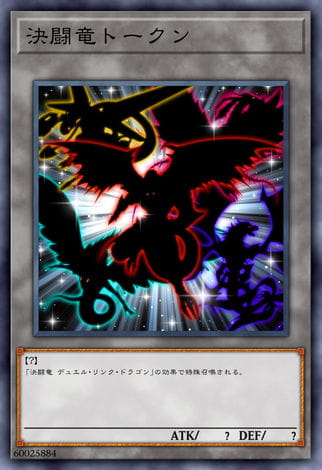 決闘竜トークン
【?】
「決闘竜 デュエル・リンク・ドラゴン」の効果で特殊召喚される。
ATK/ ? DEF/ ?
60025884